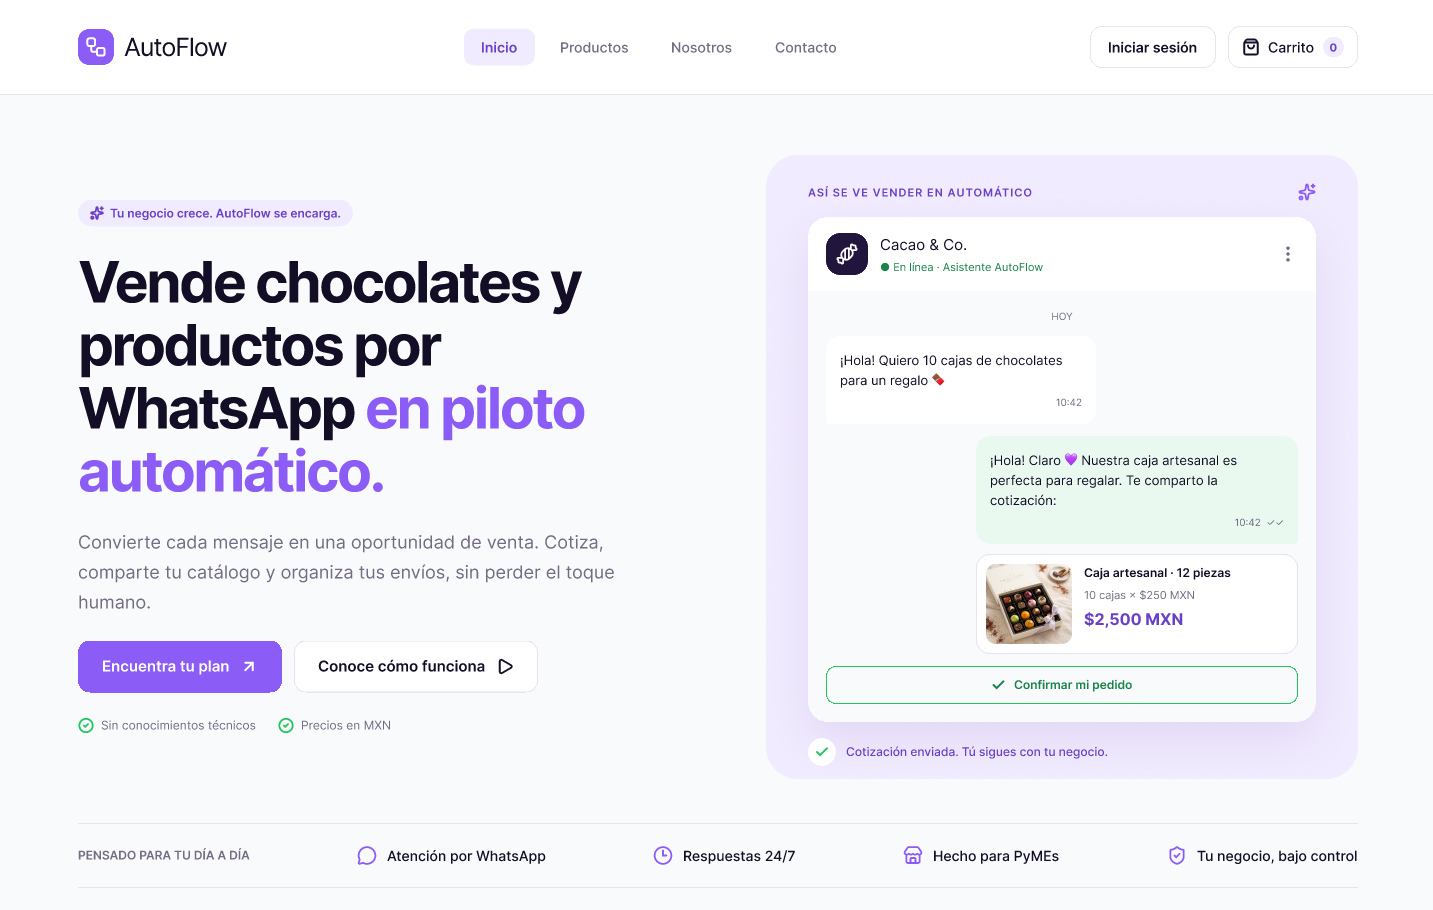 AutoFlow
Inicio
Productos
Nosotros
Contacto
Iniciar sesión
Carrito
0
Tu negocio crece. AutoFlow se encarga.
Vende chocolates y
productos por
WhatsApp en piloto
automático.
Convierte cada mensaje en una oportunidad de venta. Cotiza,
comparte tu catálogo y organiza tus envíos, sin perder el toque
humano.
Encuentra tu plan
Conoce cómo funciona
Sin conocimientos técnicos
Precios en MXN
ASÍ SE VE VENDER EN AUTOMÁTICO
Cacao & Co.
En línea · Asistente AutoFlow
HOY
¡Hola! Quiero 10 cajas de chocolates
para un regalo 🍫
10:42
¡Hola! Claro 💜 Nuestra caja artesanal es
perfecta para regalar. Te comparto la
cotización:
10:42 ✓✓
Caja artesanal · 12 piezas
10 cajas × $250 MXN
$2,500 MXN
Confirmar mi pedido
Cotización enviada. Tú sigues con tu negocio.
PENSADO PARA TU DÍA A DÍA
Atención por WhatsApp
Respuestas 24/7
Hecho para PyMEs
Tu negocio, bajo control